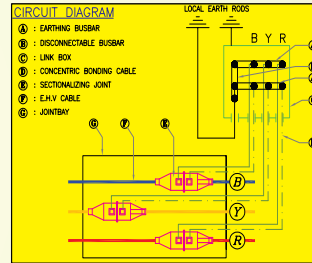 CIRCUIT DIAGRAM
A : EARTHING BUSBAR
B : DISCONNECTABLE BUSBAR
C : LINK BOX
D : CONCENTRIC BONDING CABLE
E : SECTIONALIZING JOINT
F : E.H.V CABLE
G : JOINTBAY
LOCAL EARTH RODS
B Y R
G F E
B
Y
R